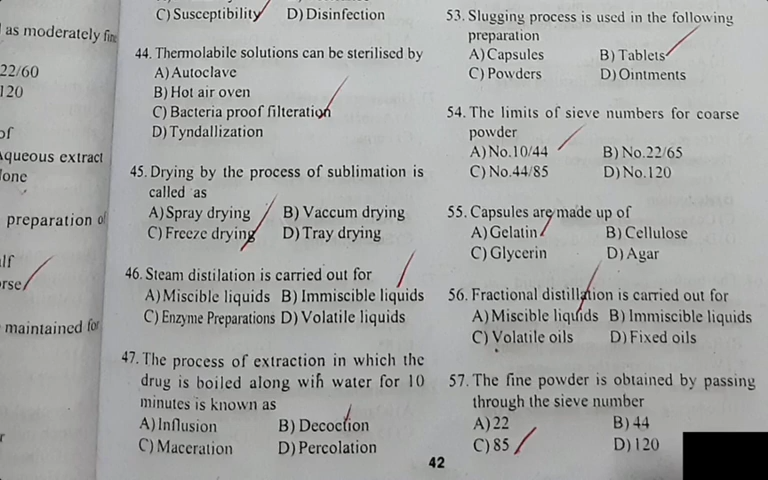 as moderately fine
22/60
120
of
Aqueous extract
None
preparation of
alf
rse
maintained for
r
C) Susceptibility D) Disinfection
44. Thermolabile solutions can be sterilised by
A) Autoclave
B) Hot air oven
C) Bacteria proof filteration
D) Tyndallization
45. Drying by the process of sublimation is
called as
A) Spray drying B) Vaccum drying
C) Freeze drying D) Tray drying
46. Steam distilation is carried out for
A) Miscible liquids B) Immiscible liquids
C) Enzyme Preparations D) Volatile liquids
47. The process of extraction in which the
drug is boiled along wih water for 10
minutes is known as
A) Influsion B) Decoction
C) Maceration D) Percolation
53. Slugging process is used in the following
preparation
A) Capsules B) Tablets
C) Powders D) Ointments
54. The limits of sieve numbers for coarse
powder
A) No.10/44 B) No.22/65
C) No.44/85 D) No.120
55. Capsules are made up of
A) Gelatin B) Cellulose
C) Glycerin D) Agar
56. Fractional distillation is carried out for
A) Miscible liquids B) Immiscible liquids
C) Volatile oils D) Fixed oils
57. The fine powder is obtained by passing
through the sieve number
A) 22 B) 44
C) 85 D) 120
42